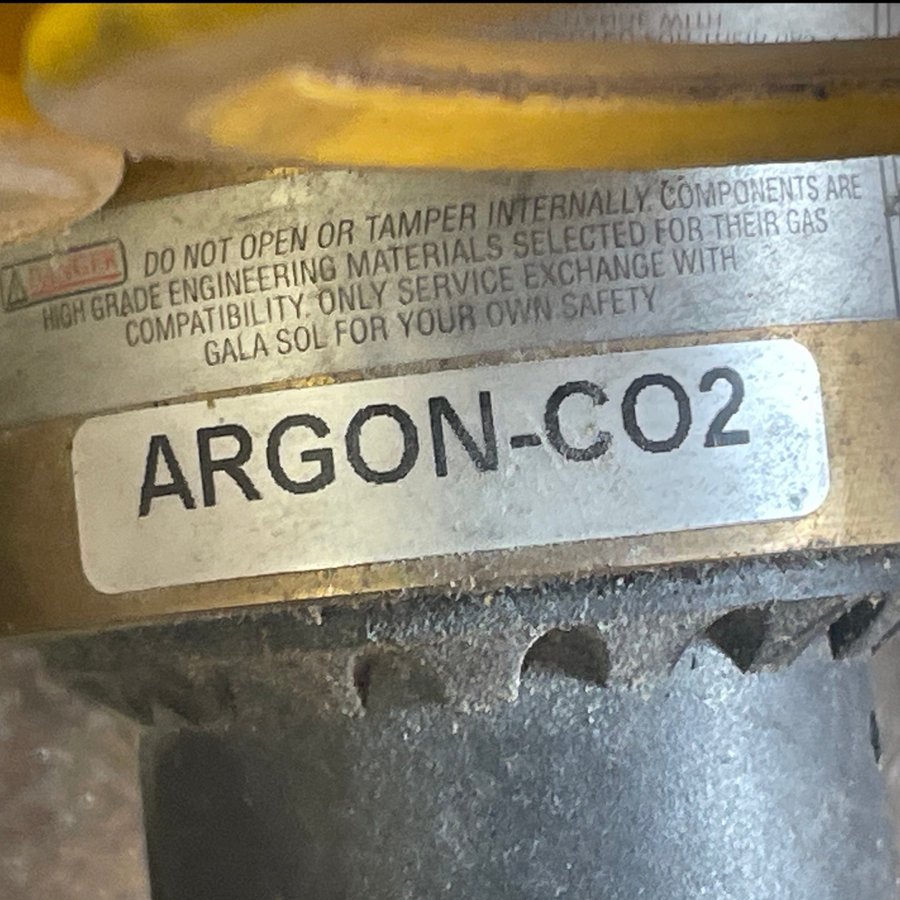 DANGER DO NOT OPEN OR TAMPER INTERNALLY. COMPONENTS ARE
HIGH GRADE ENGINEERING MATERIALS SELECTED FOR THEIR GAS
COMPATIBILITY. ONLY SERVICE EXCHANGE WITH
GALA SOL FOR YOUR OWN SAFETY
ARGON-CO2